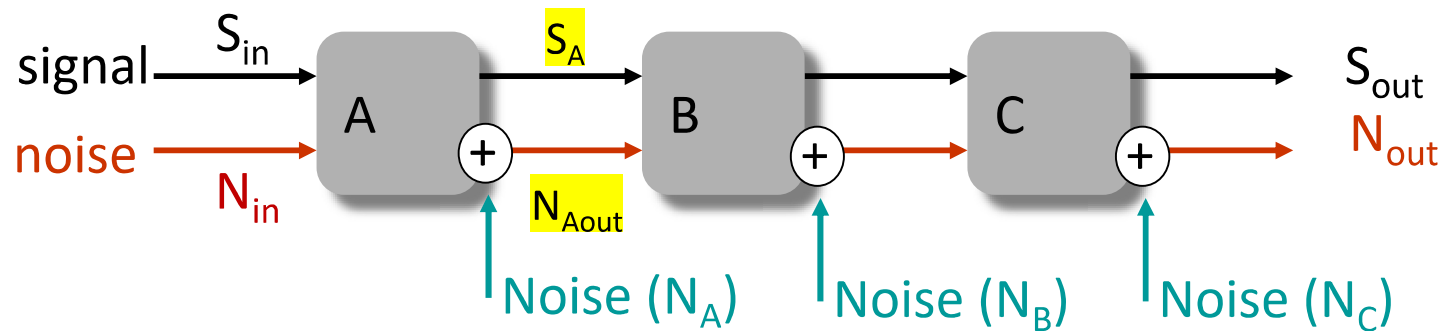 signal S_in A S_A B C S_out
noise N_in + N_Aout + + N_out
Noise (N_A) Noise (N_B) Noise (N_C)